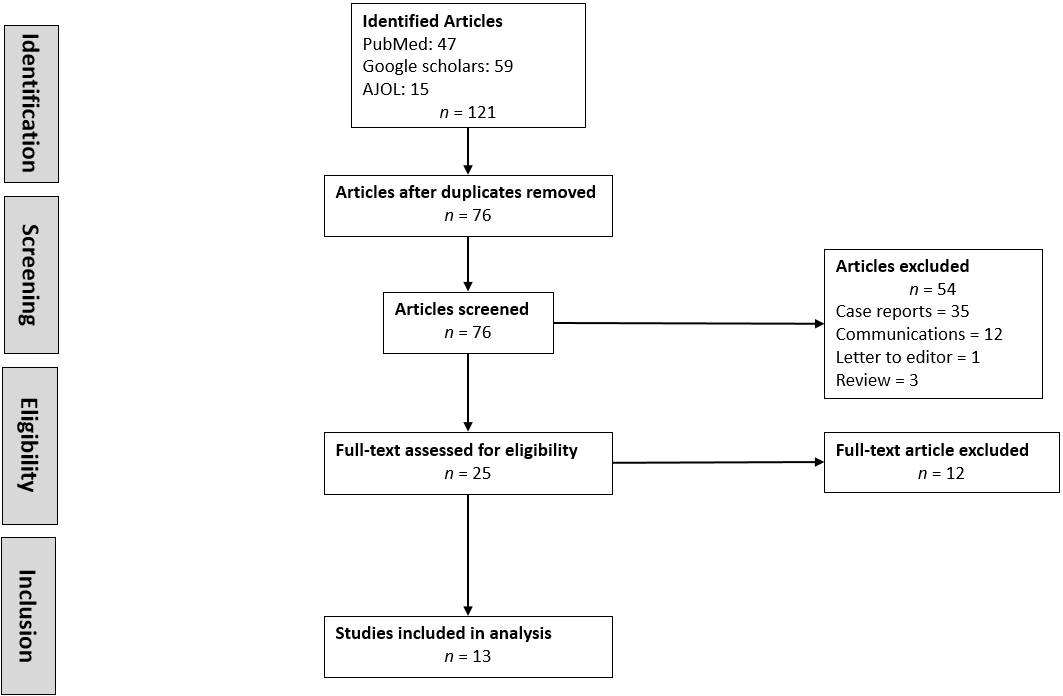 Identification
Identified Articles
PubMed: 47
Google scholars: 59
AJOL: 15
n = 121
Articles after duplicates removed
n = 76
Screening
Articles screened
n = 76
Articles excluded
n = 54
Case reports = 35
Communications = 12
Letter to editor = 1
Review = 3
Eligibility
Full-text assessed for eligibility
n = 25
Full-text article excluded
n = 12
Inclusion
Studies included in analysis
n = 13